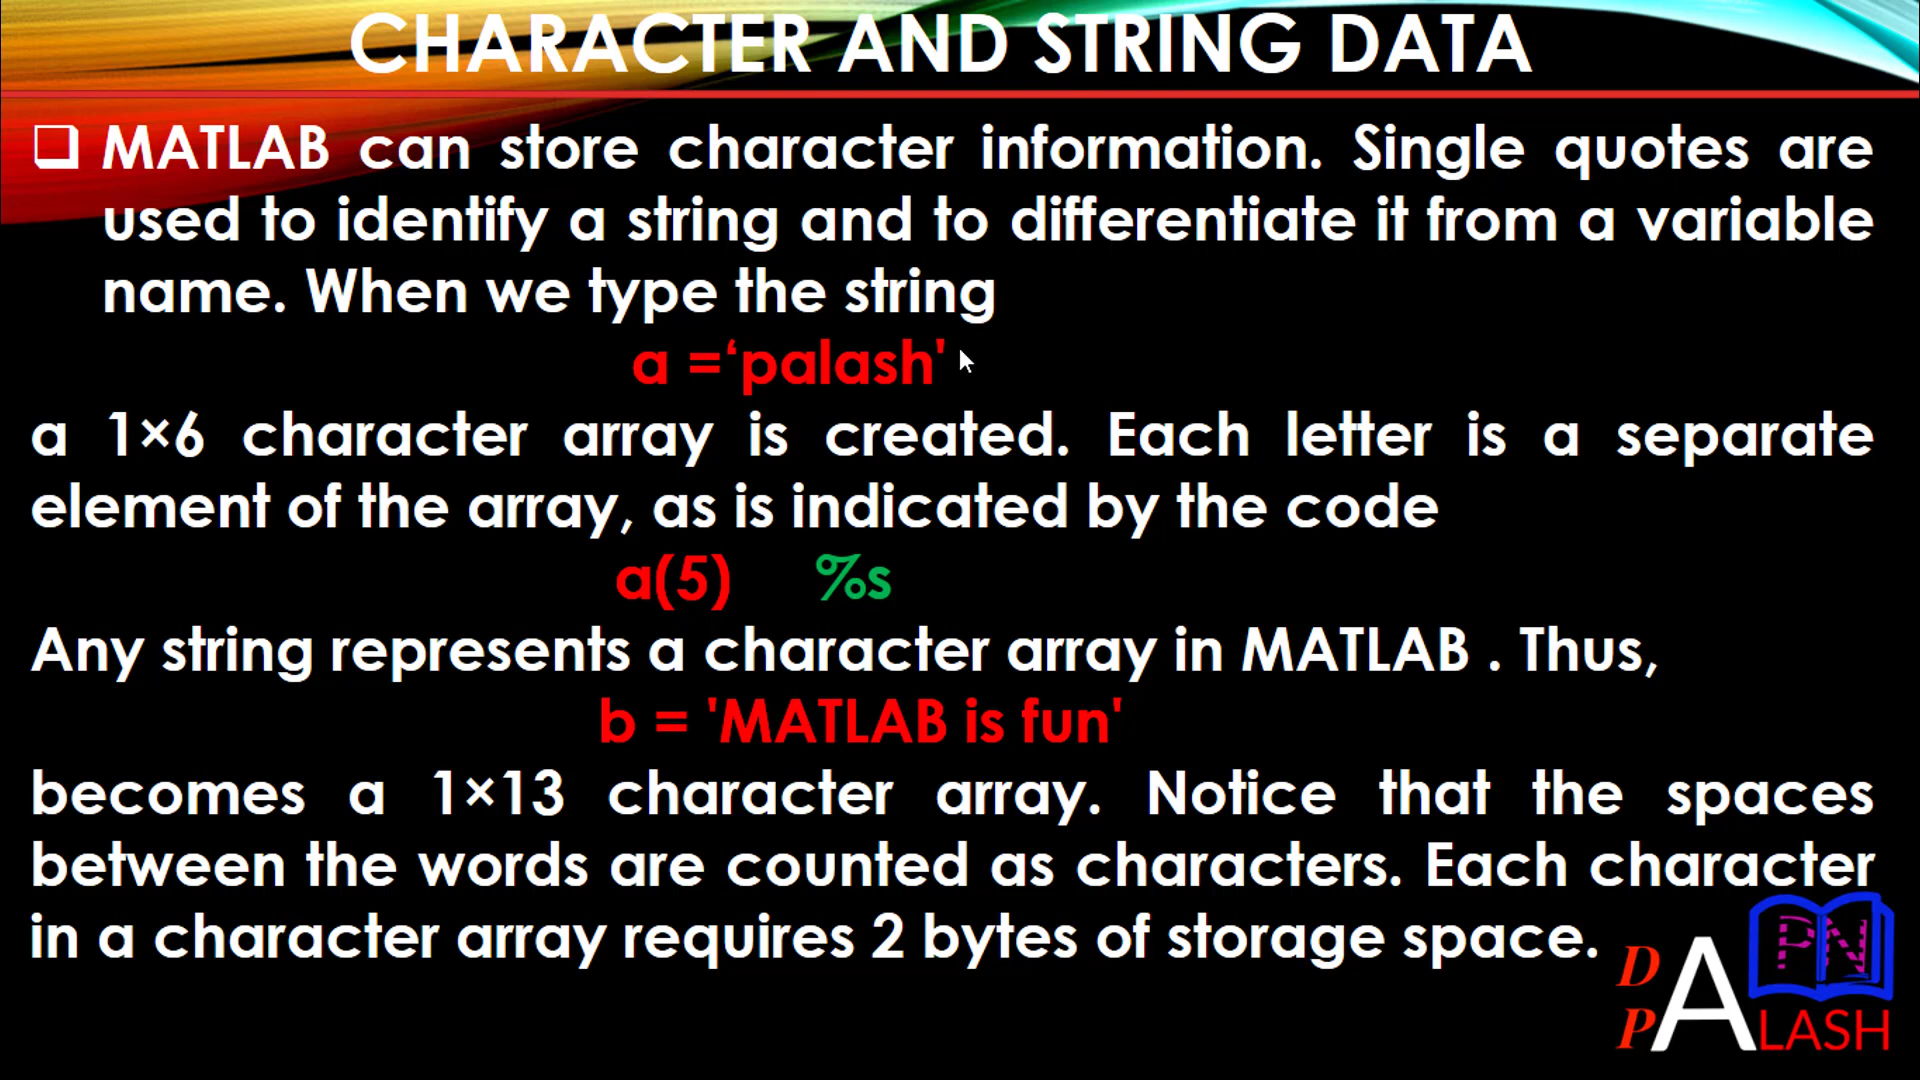 CHARACTER AND STRING DATA
❑ MATLAB can store character information. Single quotes are
used to identify a string and to differentiate it from a variable
name. When we type the string
a =‘palash'
a 1×6 character array is created. Each letter is a separate
element of the array, as is indicated by the code
a(5) %s
Any string represents a character array in MATLAB . Thus,
b = 'MATLAB is fun'
becomes a 1×13 character array. Notice that the spaces
between the words are counted as characters. Each character
in a character array requires 2 bytes of storage space.
PN
D
P
A
LASH